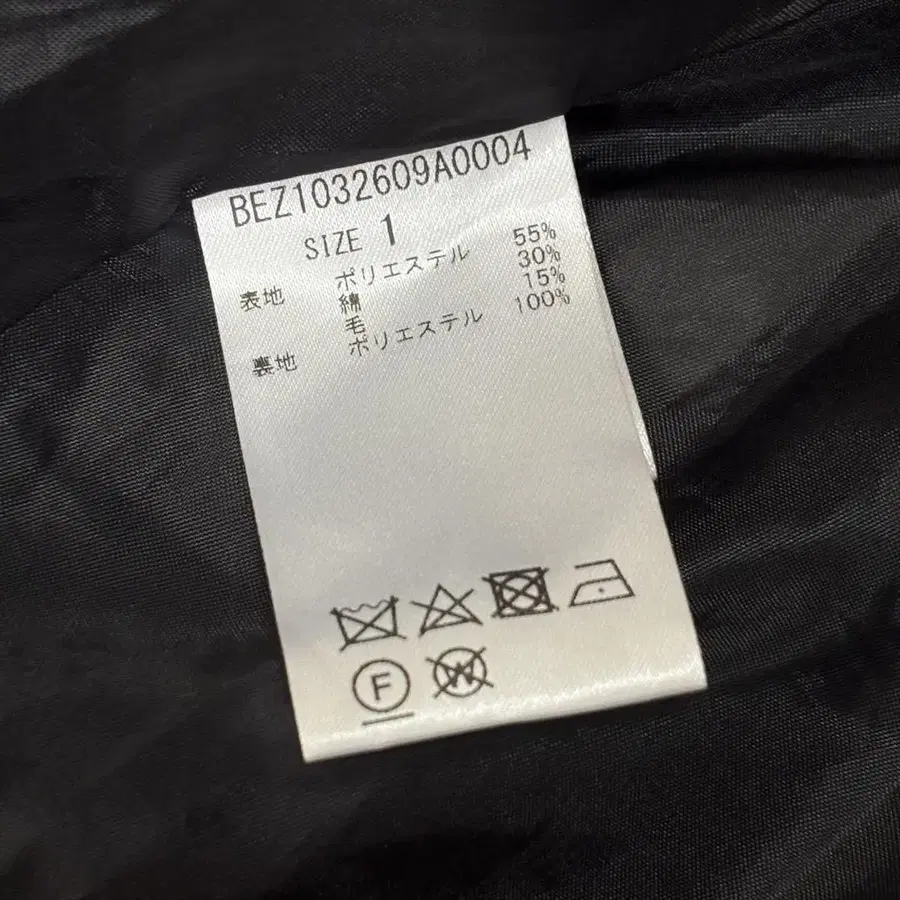 BEZ1032609A0004
SIZE 1
表地 ポリエステル 55%
綿 30%
毛 15%
裏地 ポリエステル 100%
F
W